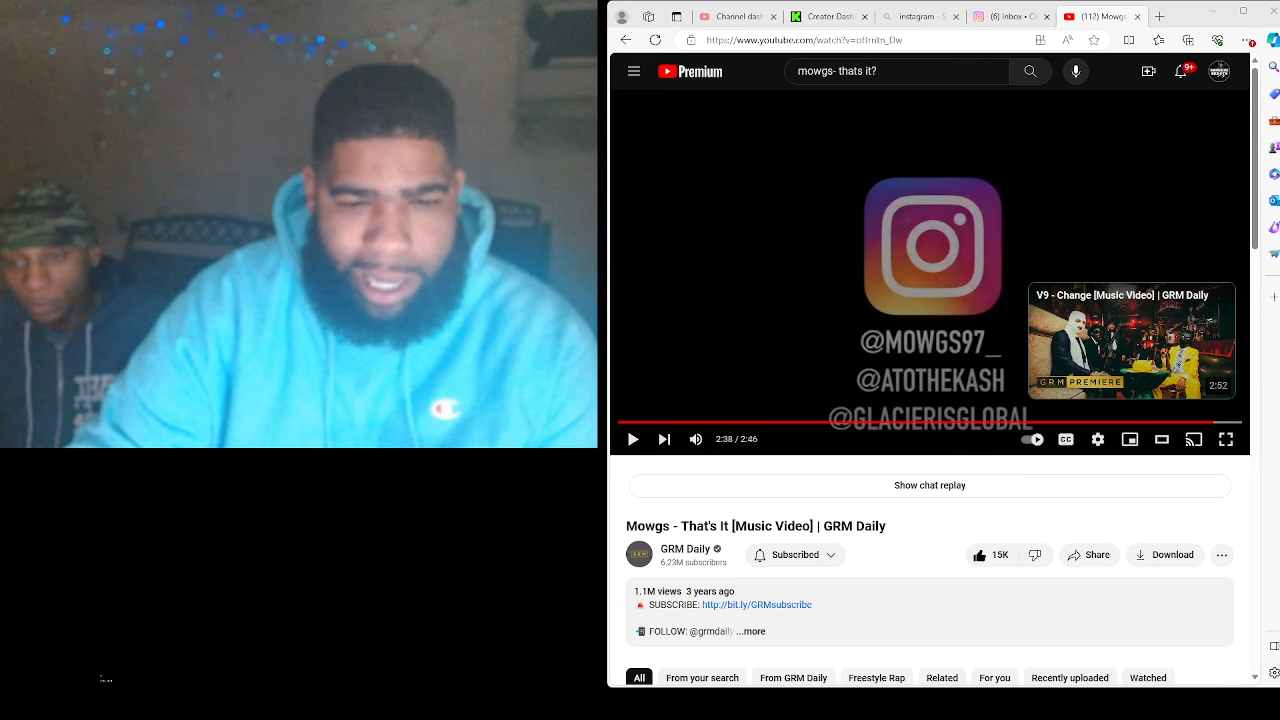 Channel dash
Creator Dash
instagram - S
(6) Inbox • C
(112) Mowgs
https://www.youtube.com/watch?v=ofIrritn_Dw
Premium
mowgs- thats it?
9+
@MOWGS97_
@ATOTHEKASH
@GLACIERISGLOBAL
V9 - Change [Music Video] | GRM Daily
GRM PREMIERE
2:52
2:38 / 2:46
CC
Show chat replay
Mowgs - That's It [Music Video] | GRM Daily
GRM Daily
6.23M subscribers
Subscribed
15K
Share
Download
1.1M views 3 years ago
SUBSCRIBE: http://bit.ly/GRMsubscribe
FOLLOW: @grmdaily ...more
All
From your search
From GRM Daily
Freestyle Rap
Related
For you
Recently uploaded
Watched